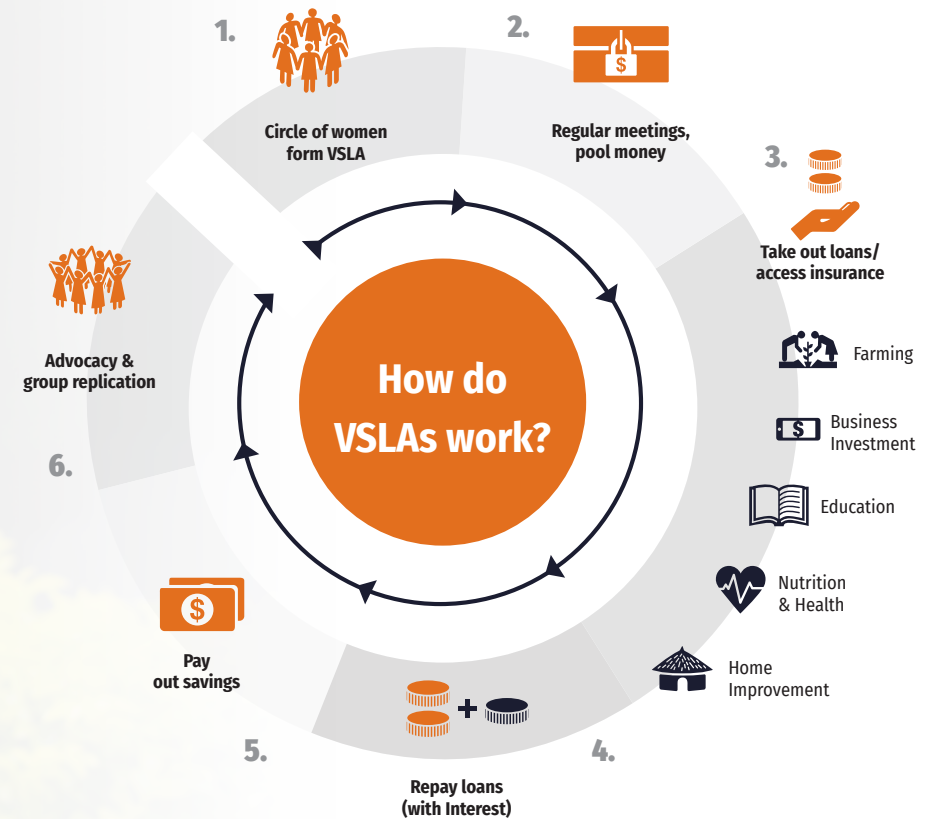 1.
Circle of women
form VSLA
2.
$
Regular meetings,
pool money
3.
Take out loans/
access insurance
Farming
$
Business
Investment
Education
Nutrition
& Health
Home
Improvement
4.
Repay loans
(with Interest)
5.
$
Pay
out savings
6.
Advocacy &
group replication
How do
VSLAs work?